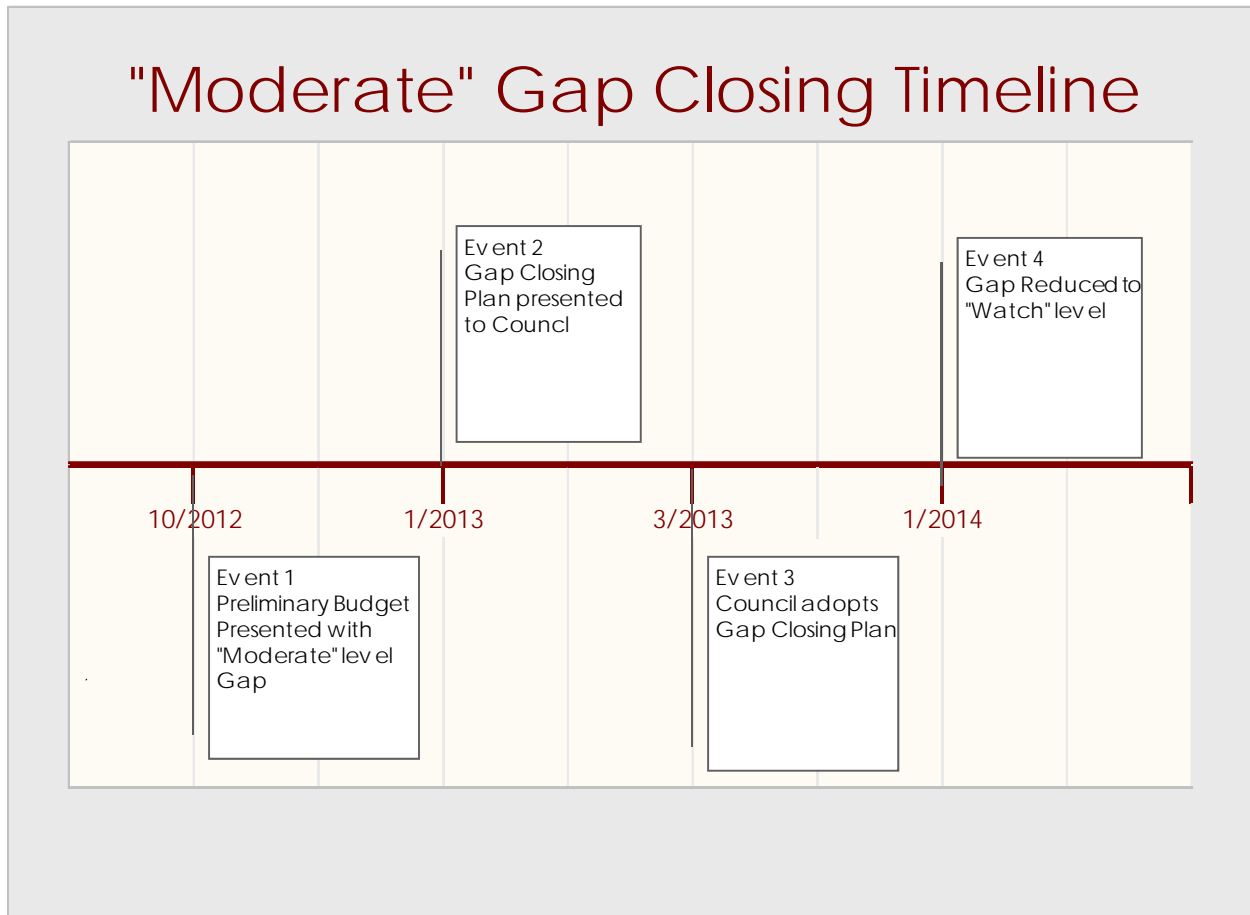 "Moderate" Gap Closing Timeline
Event 2
Gap Closing
Plan presented
to Councl
Event 4
Gap Reduced to
"Watch" level
10/2012
1/2013
3/2013
1/2014
Event 1
Preliminary Budget
Presented with
"Moderate" level
Gap
Event 3
Council adopts
Gap Closing Plan